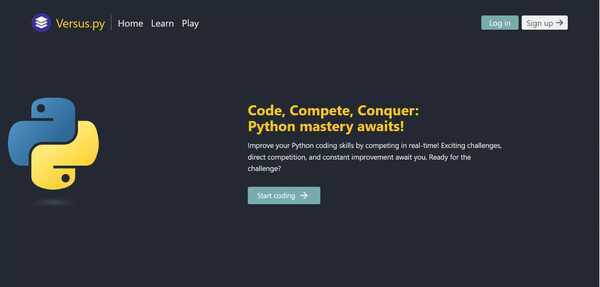 Versus.py
Home Learn Play
Log in
Sign up
Code, Compete, Conquer:
Python mastery awaits!
Improve your Python coding skills by competing in real-time! Exciting challenges,
direct competition, and constant improvement await you. Ready for the
challenge?
Start coding